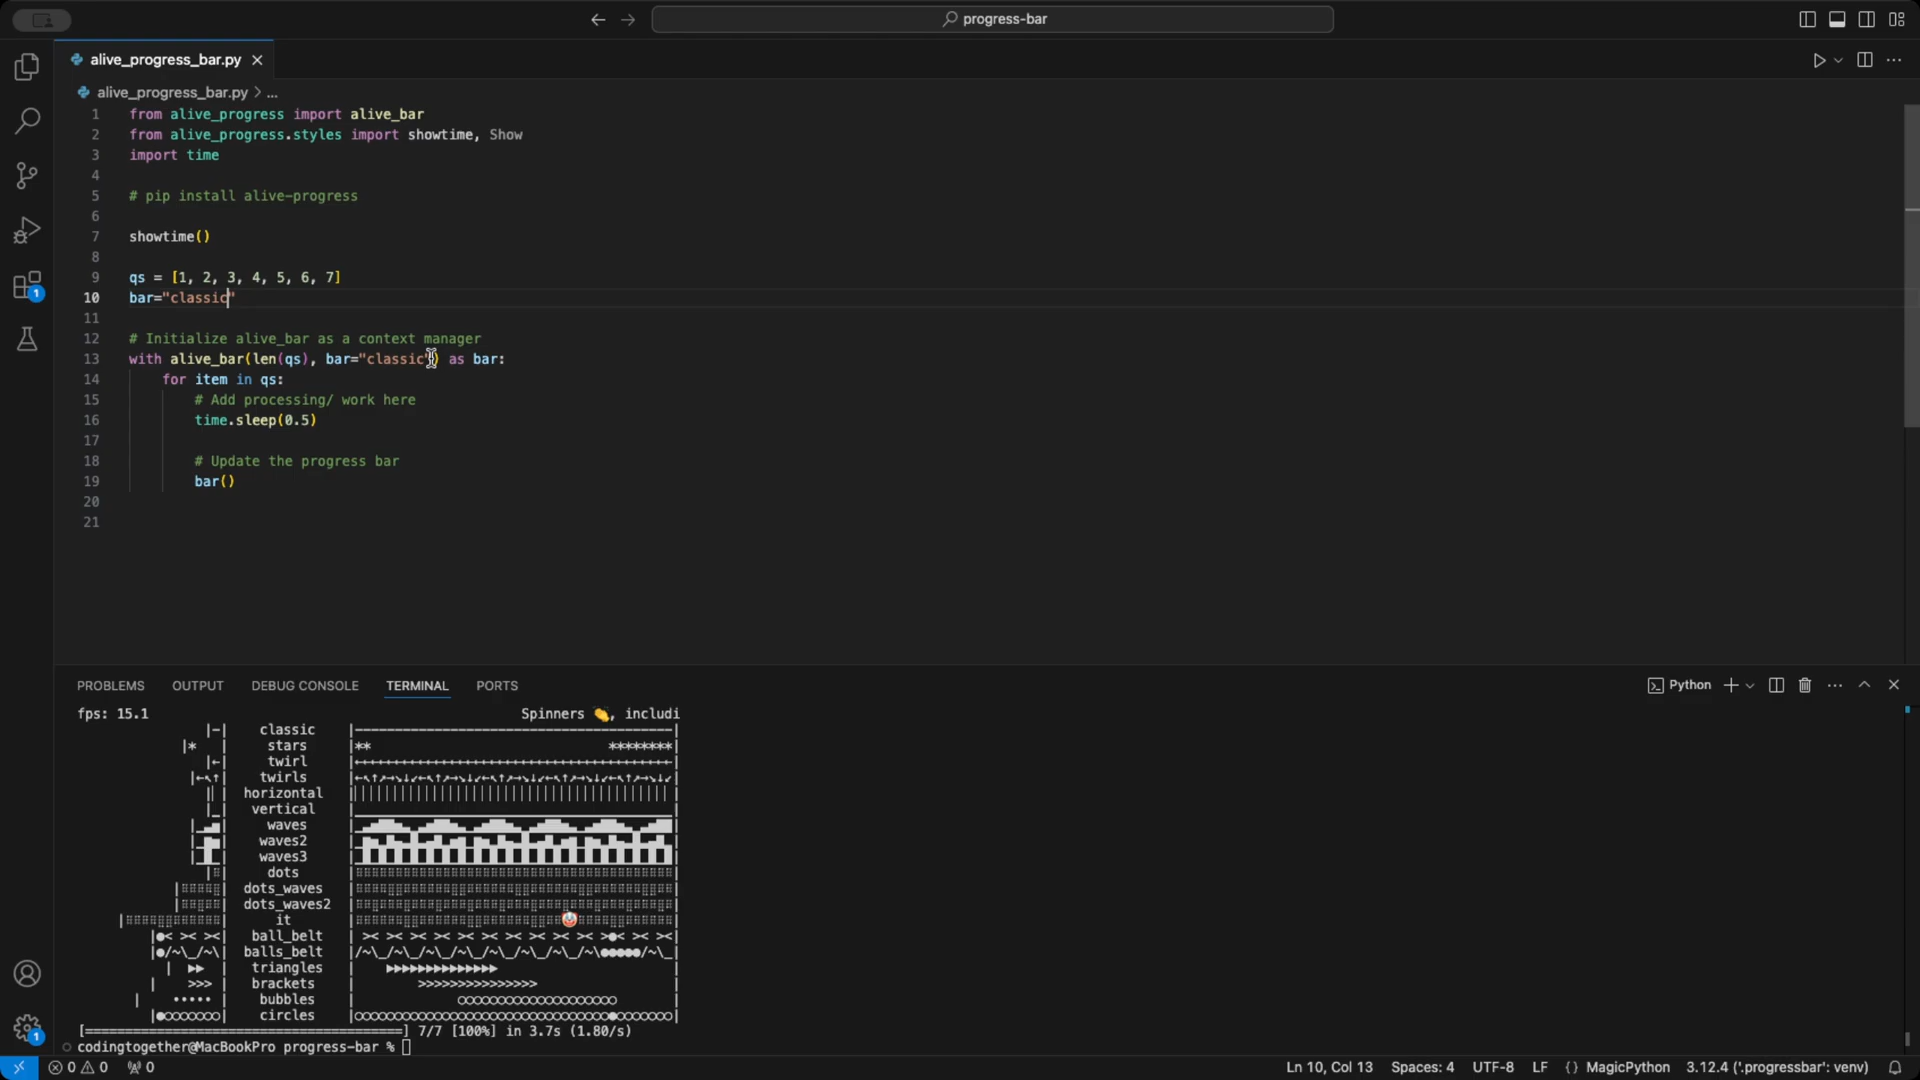 progress-bar
alive_progress_bar.py
alive_progress_bar.py > ...
1 from alive_progress import alive_bar
2 from alive_progress.styles import showtime, Show
3 import time
4
5 # pip install alive-progress
6
7 showtime()
8
9 qs = [1, 2, 3, 4, 5, 6, 7]
10 bar="classic"
11
12 # Initialize alive_bar as a context manager
13 with alive_bar(len(qs), bar="classic") as bar:
14 for item in qs:
15 # Add processing/ work here
16 time.sleep(0.5)
17
18 # Update the progress bar
19 bar()
20
21
1
PROBLEMS OUTPUT DEBUG CONSOLE TERMINAL PORTS
Python
fps: 15.1 Spinners 👏, includi
classic
stars
twirl
twirls
horizontal
vertical
waves
waves2
waves3
dots
dots_waves
dots_waves2
it
ball_belt
balls_belt
triangles
brackets
bubbles
circles
[========================================] 7/7 [100%] in 3.7s (1.80/s)
codingtogether@MacBookPro progress-bar %
1
0 0 0 Ln 10, Col 13 Spaces: 4 UTF-8 LF {} MagicPython 3.12.4 ('.progressbar': venv)